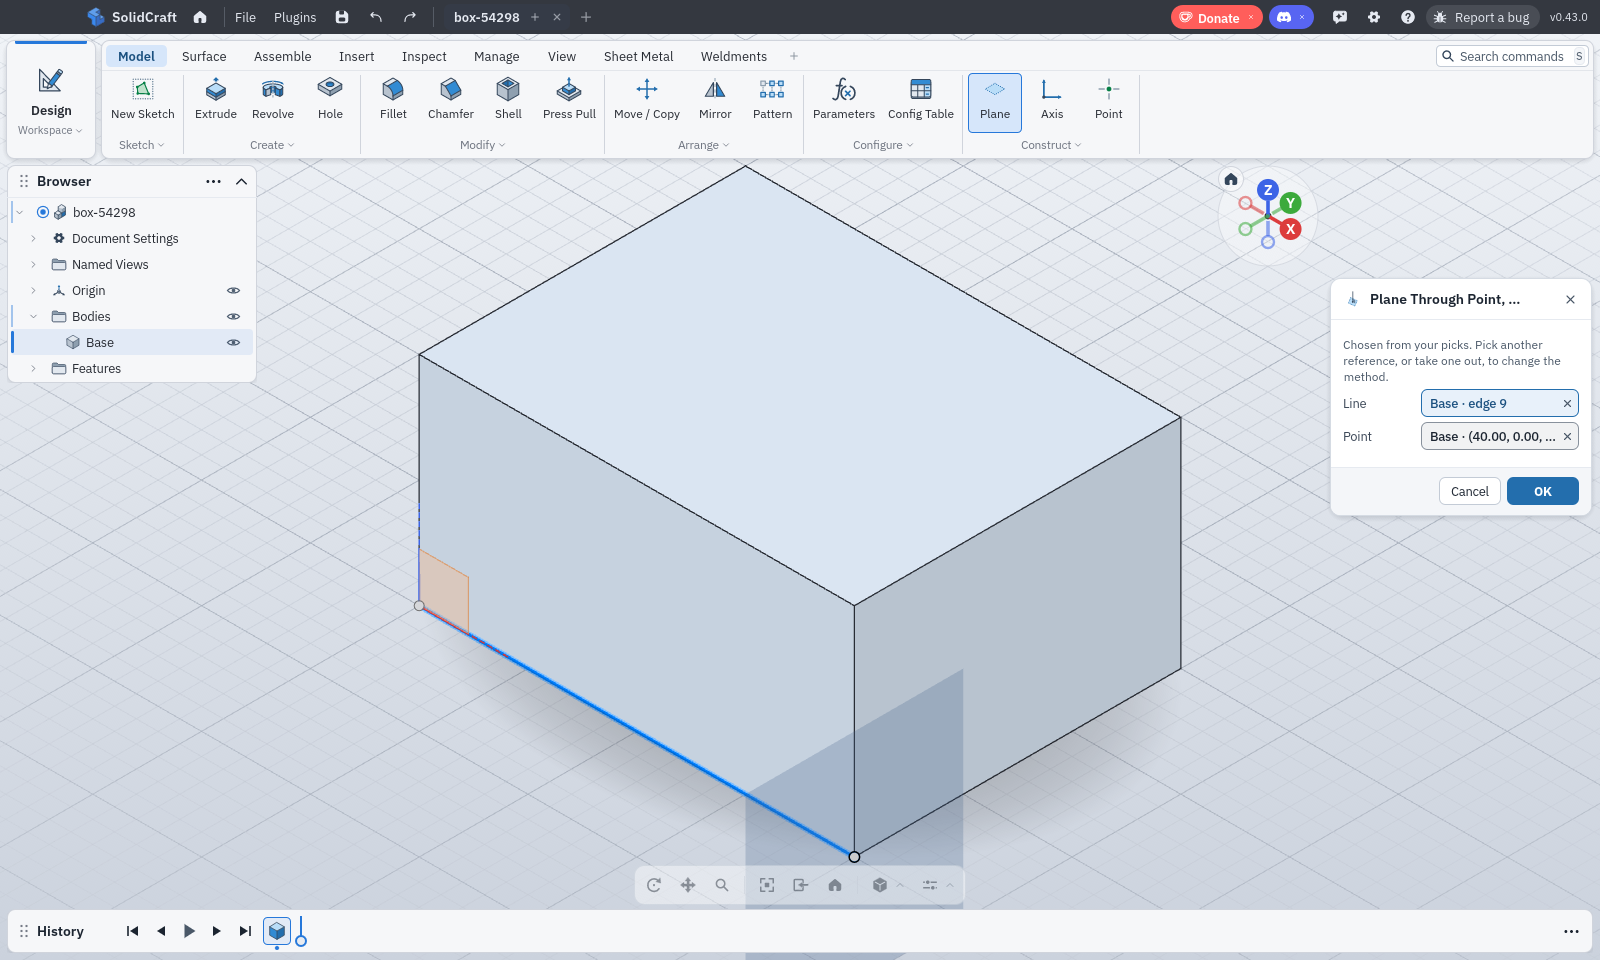 SolidCraft
File
Plugins
box-54298
Donate
Report a bug
v0.43.0
Design
Workspace
Model
Surface
Assemble
Insert
Inspect
Manage
View
Sheet Metal
Weldments
Search commands
S
New Sketch
Extrude
Revolve
Hole
Fillet
Chamfer
Shell
Press Pull
Move / Copy
Mirror
Pattern
Parameters
Config Table
Plane
Axis
Point
Sketch
Create
Modify
Arrange
Configure
Construct
Browser
box-54298
Document Settings
Named Views
Origin
Bodies
Base
Features
Z
Y
X
Plane Through Point, ...
Chosen from your picks. Pick another
reference, or take one out, to change the
method.
Line
Base · edge 9
Point
Base · (40.00, 0.00, ...
Cancel
OK
History